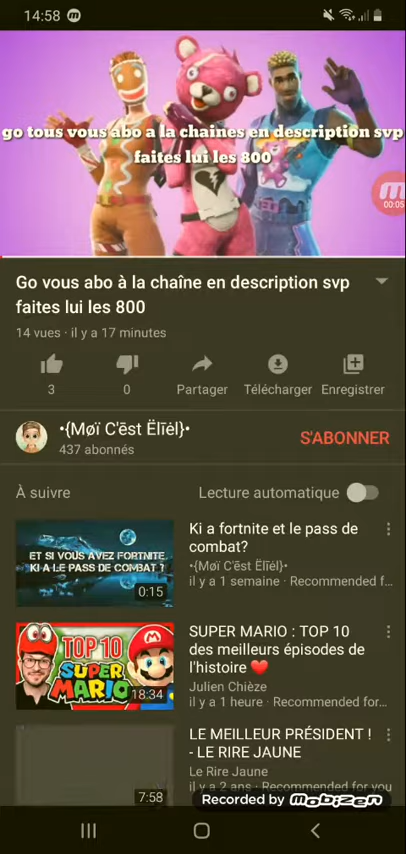 14:58
go tous vous abo a la chaines en description svp
faites lui les 800
00:05
Go vous abo à la chaîne en description svp
faites lui les 800
14 vues · il y a 17 minutes
3
0
Partager
Télécharger
Enregistrer
•{Møï C'ēst Ëlīėl}•
437 abonnés
S'ABONNER
À suivre
Lecture automatique
ET SI VOUS AVEZ FORTNITE.
KI A LE PASS DE COMBAT ?
0:15
Ki a fortnite et le pass de
combat?
•{Møï C'ēst Ëlīėl}•
il y a 1 semaine · Recommended f...
TOP 10
SUPER
MARIO
18:34
SUPER MARIO : TOP 10
des meilleurs épisodes de
l'histoire ❤️
Julien Chièze
il y a 1 heure · Recommended for...
7:58
LE MEILLEUR PRÉSIDENT !
- LE RIRE JAUNE
Le Rire Jaune
il y a 2 ans · Recommended for you
Recorded by mobizen